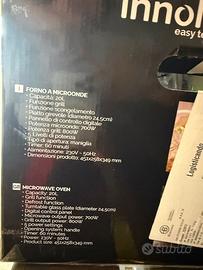 Innol
easy te
I FORNO A MICROONDE
• Capacità: 20L
• Funzione grill
• Funzione scongelamento
• Piatto girevole (diametro 24,5cm)
• Pannello di controllo digitale
• Potenza microonde: 700W
• Potenza grill: 800W
• 5 Livelli di potenza
• Tipo di apertura: maniglia
• Timer: 60 minuti
• Alimentazione: 230V - 50Hz
• Dimensioni prodotto: 451x258x349 mm
MICROWAVE OVEN
• Capacity: 20L
• Grill function
• Defrost function
• Turntable glass plate (diameter 24,5cm)
• Digital control panel
• Microwave output power: 700W
• Grill output power: 800W
• 5 power settings
• Opening system: handle
• Timer: 60 minutes
• Power: 230V - 50Hz
• Product size: 451x258x349 mm
Logisticando
Subito